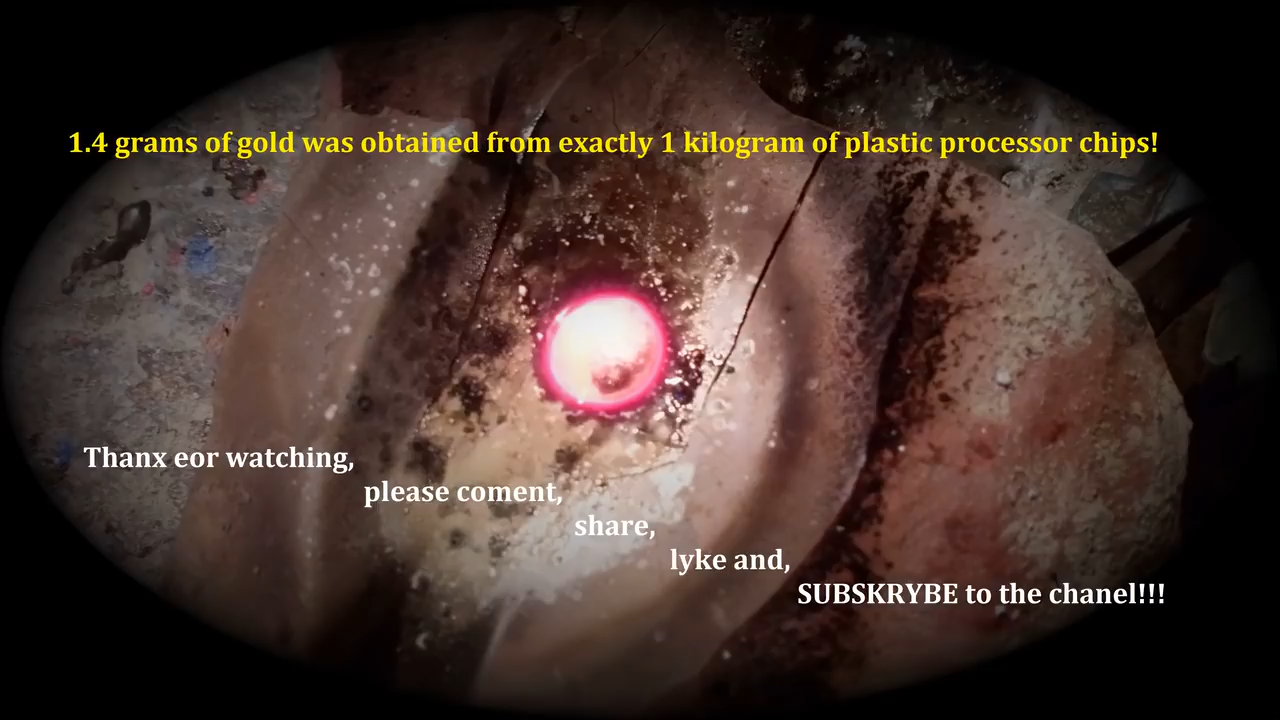 1.4 grams of gold was obtained from exactly 1 kilogram of plastic processor chips!
Thanx eor watching,
please coment,
share,
lyke and,
SUBSKRYBE to the chanel!!!